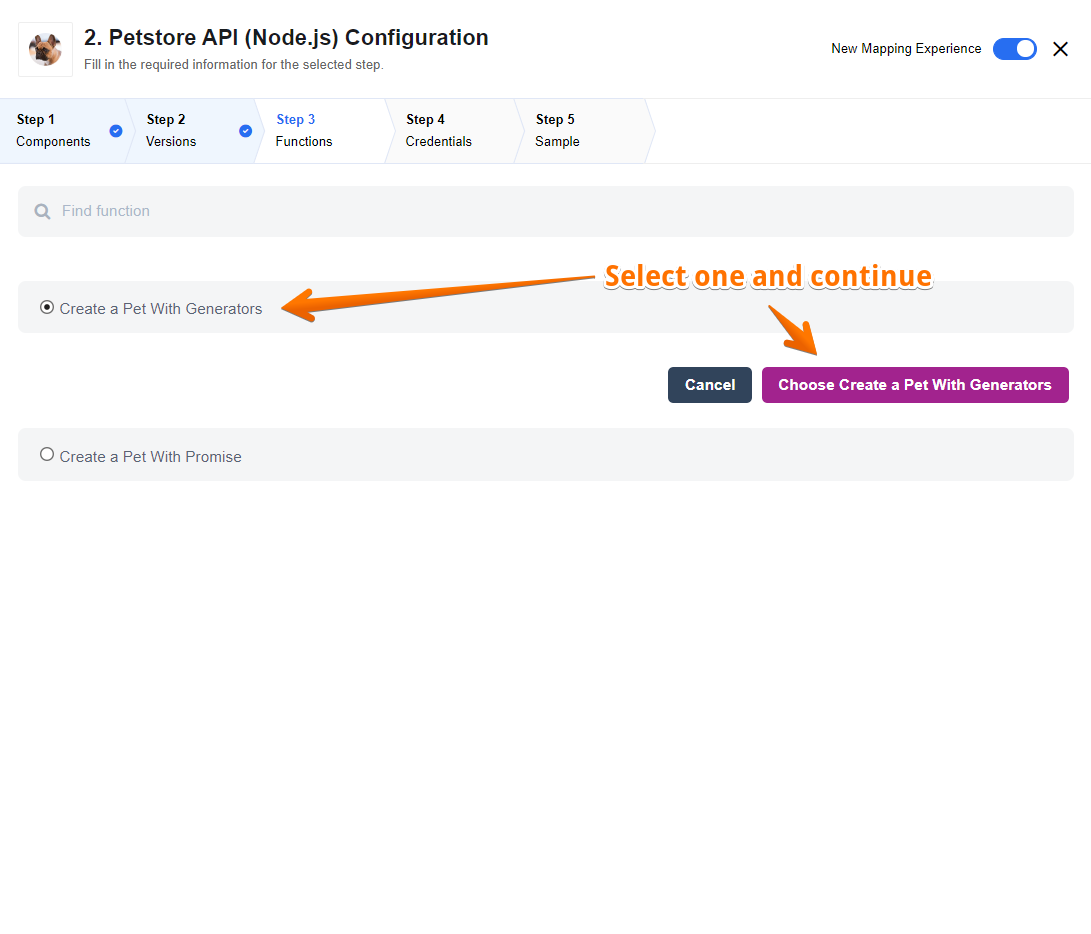 2. Petstore API (Node.js) Configuration
Fill in the required information for the selected step.
New Mapping Experience
Step 1
Components
Step 2
Versions
Step 3
Functions
Step 4
Credentials
Step 5
Sample
Find function
Select one and continue
Create a Pet With Generators
Cancel
Choose Create a Pet With Generators
Create a Pet With Promise